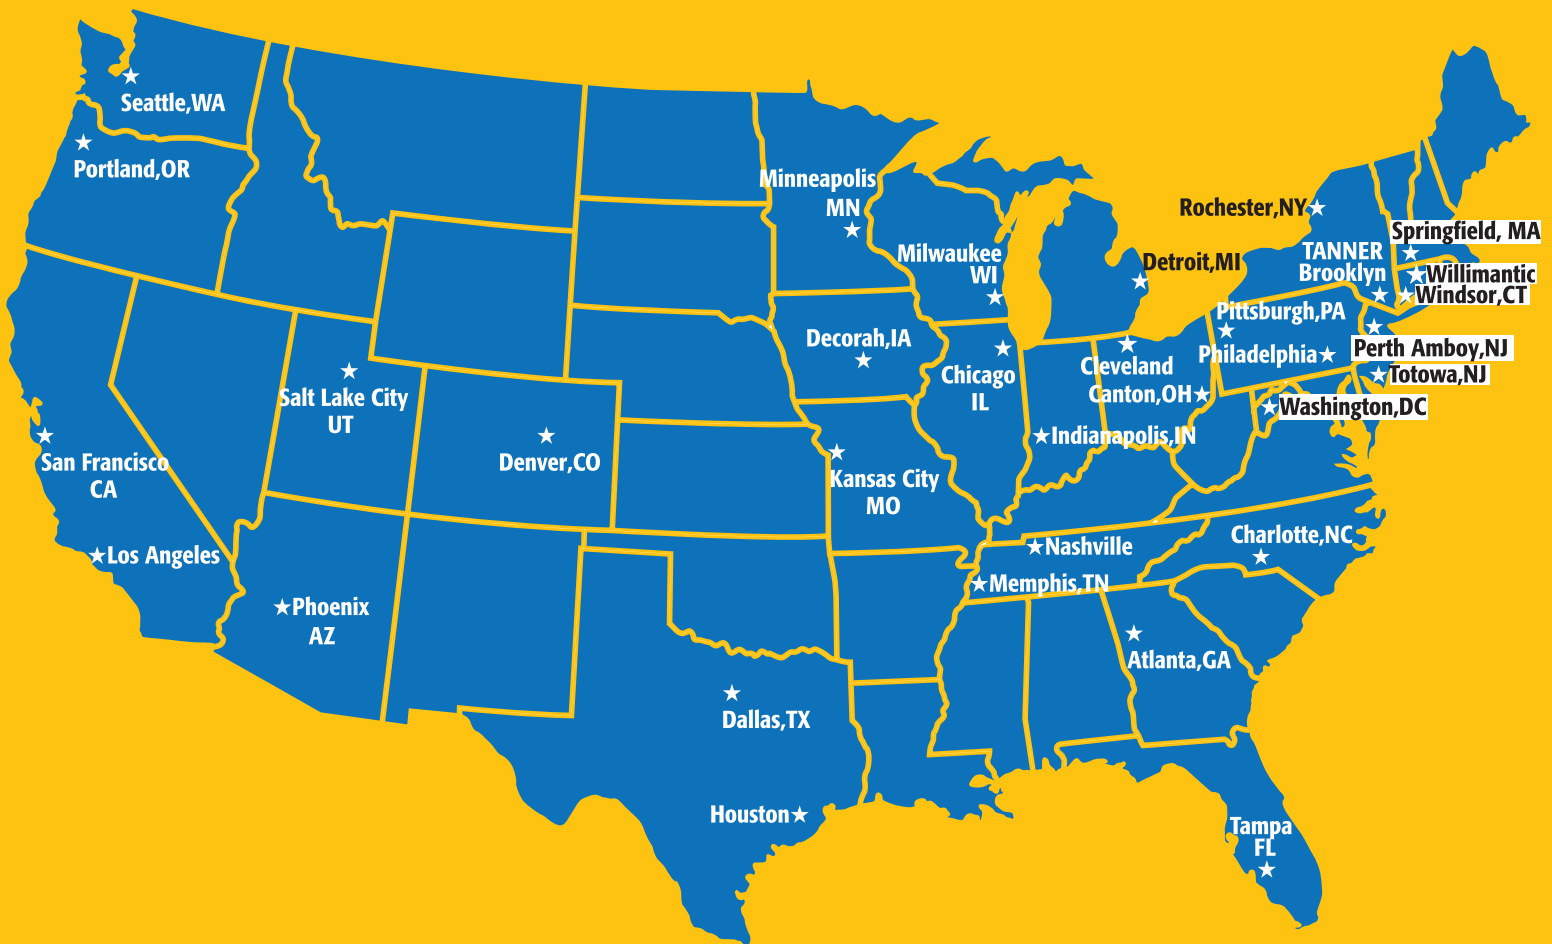 Seattle,WA
Portland,OR
Minneapolis
MN
Rochester,NY
Springfield, MA
Milwaukee
WI
Detroit,MI
TANNER
Brooklyn
Willimantic
Windsor,CT
Pittsburgh,PA
Decorah,IA
Perth Amboy,NJ
Philadelphia
Cleveland
Chicago
IL
Totowa,NJ
Canton,OH
Washington,DC
Salt Lake City
UT
Indianapolis,IN
San Francisco
CA
Denver,CO
Kansas City
MO
Charlotte,NC
Nashville
Los Angeles
Memphis,TN
Phoenix
AZ
Atlanta,GA
Dallas,TX
Houston
Tampa
FL